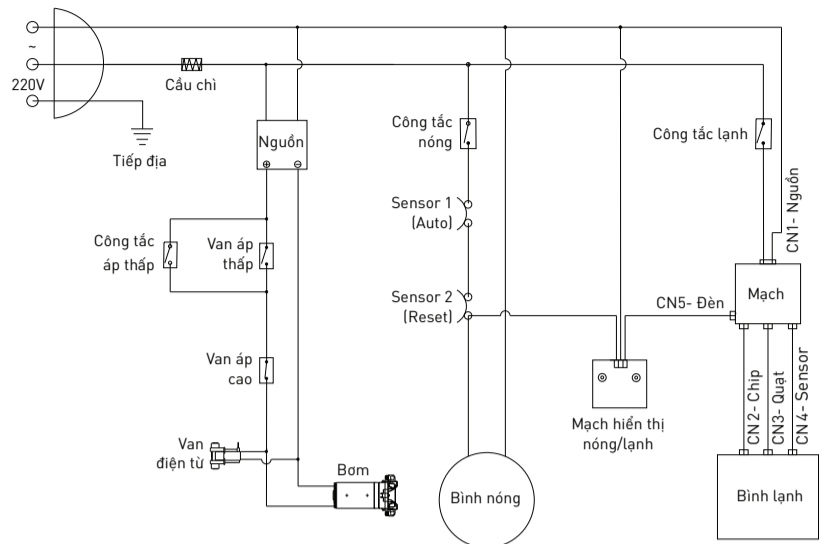 ~
220V
Cầu chì
Tiếp địa
Nguồn
Công tắc
áp thấp
Van áp
thấp
Van áp
cao
Van
điện từ
Bơm
Công tắc
nóng
Sensor 1
(Auto)
Sensor 2
(Reset)
Bình nóng
Mạch hiển thị
nóng/lạnh
Công tắc lạnh
CN1- Nguồn
Mạch
CN5- Đèn
CN2- Chip
CN3- Quạt
CN4- Sensor
Bình lạnh